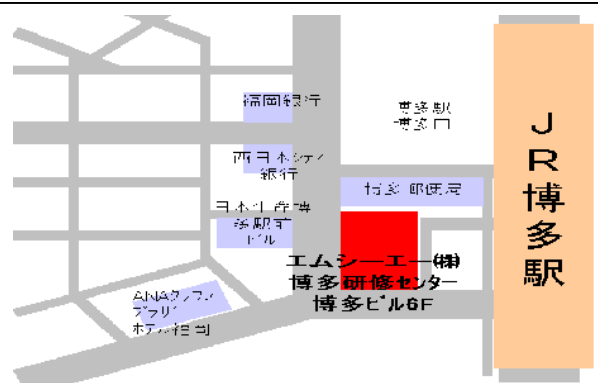 福岡銀行
博多駅
博多口
西日本シティ
銀行
博多郵便局
日本生命博
多駅前
ビル
エムシーエー㈱
博多研修センター
博多ビル6F
ANAクラウン
プラザ
ホテル福岡
JR博多駅